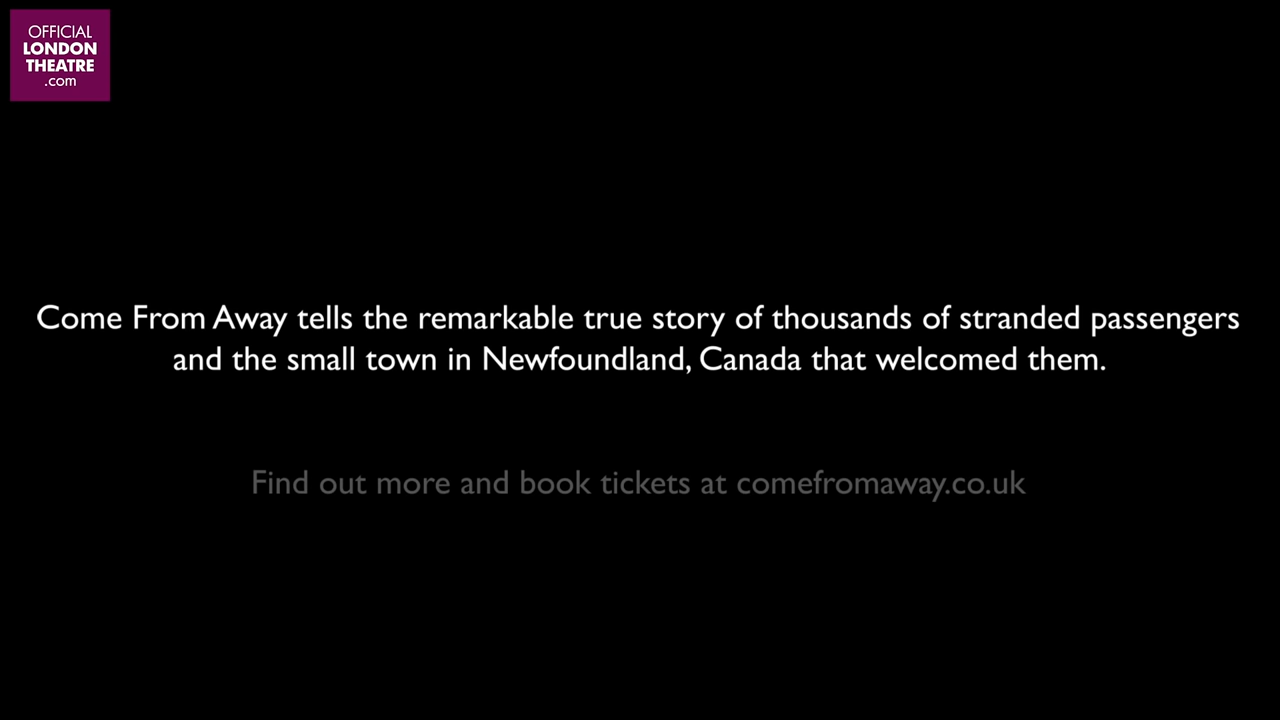 OFFICIAL
LONDON
THEATRE
.com
Come From Away tells the remarkable true story of thousands of stranded passengers
and the small town in Newfoundland, Canada that welcomed them.
Find out more and book tickets at comefromaway.co.uk